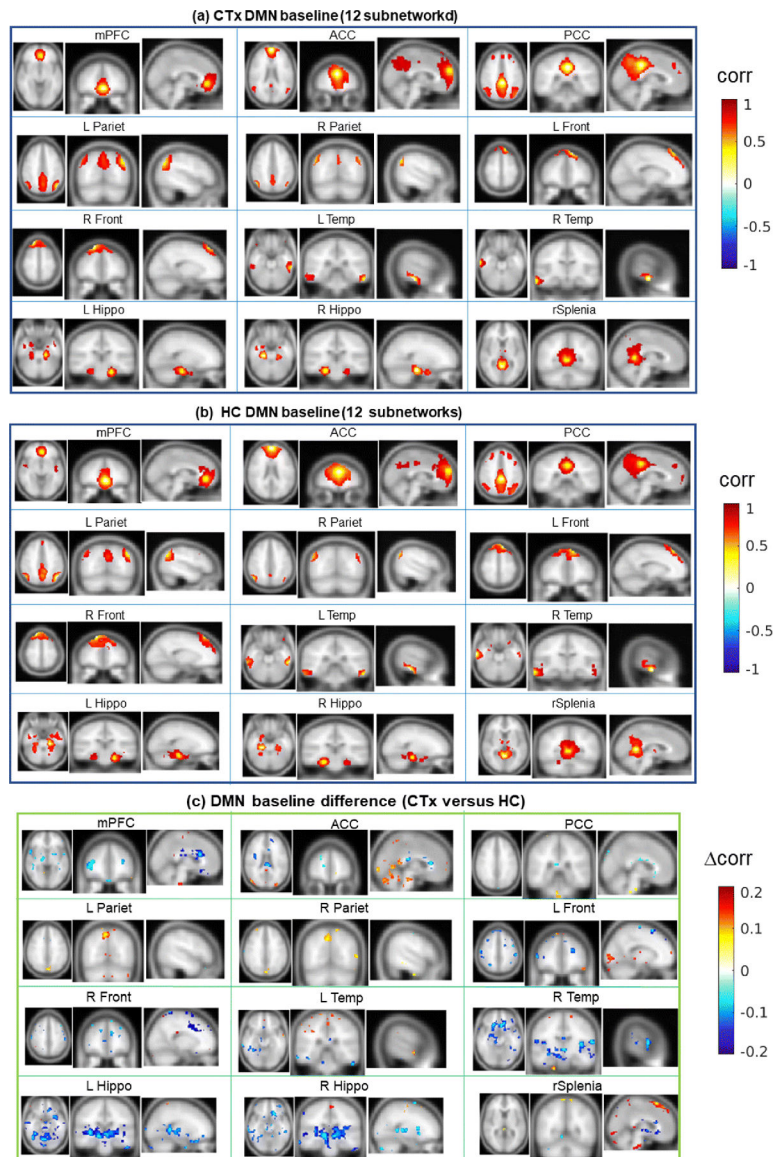 (a) CTx DMN baseline (12 subnetworkd)
mPFC ACC PCC
L Pariet R Pariet L Front
R Front L Temp R Temp
L Hippo R Hippo rSplenia
corr
1
0.5
0
-0.5
-1
(b) HC DMN baseline (12 subnetworks)
mPFC ACC PCC
L Pariet R Pariet L Front
R Front L Temp R Temp
L Hippo R Hippo rSplenia
corr
1
0.5
0
-0.5
-1
(c) DMN baseline difference (CTx versus HC)
mPFC ACC PCC
L Pariet R Pariet L Front
R Front L Temp R Temp
L Hippo R Hippo rSplenia
Δcorr
0.2
0.1
0
-0.1
-0.2